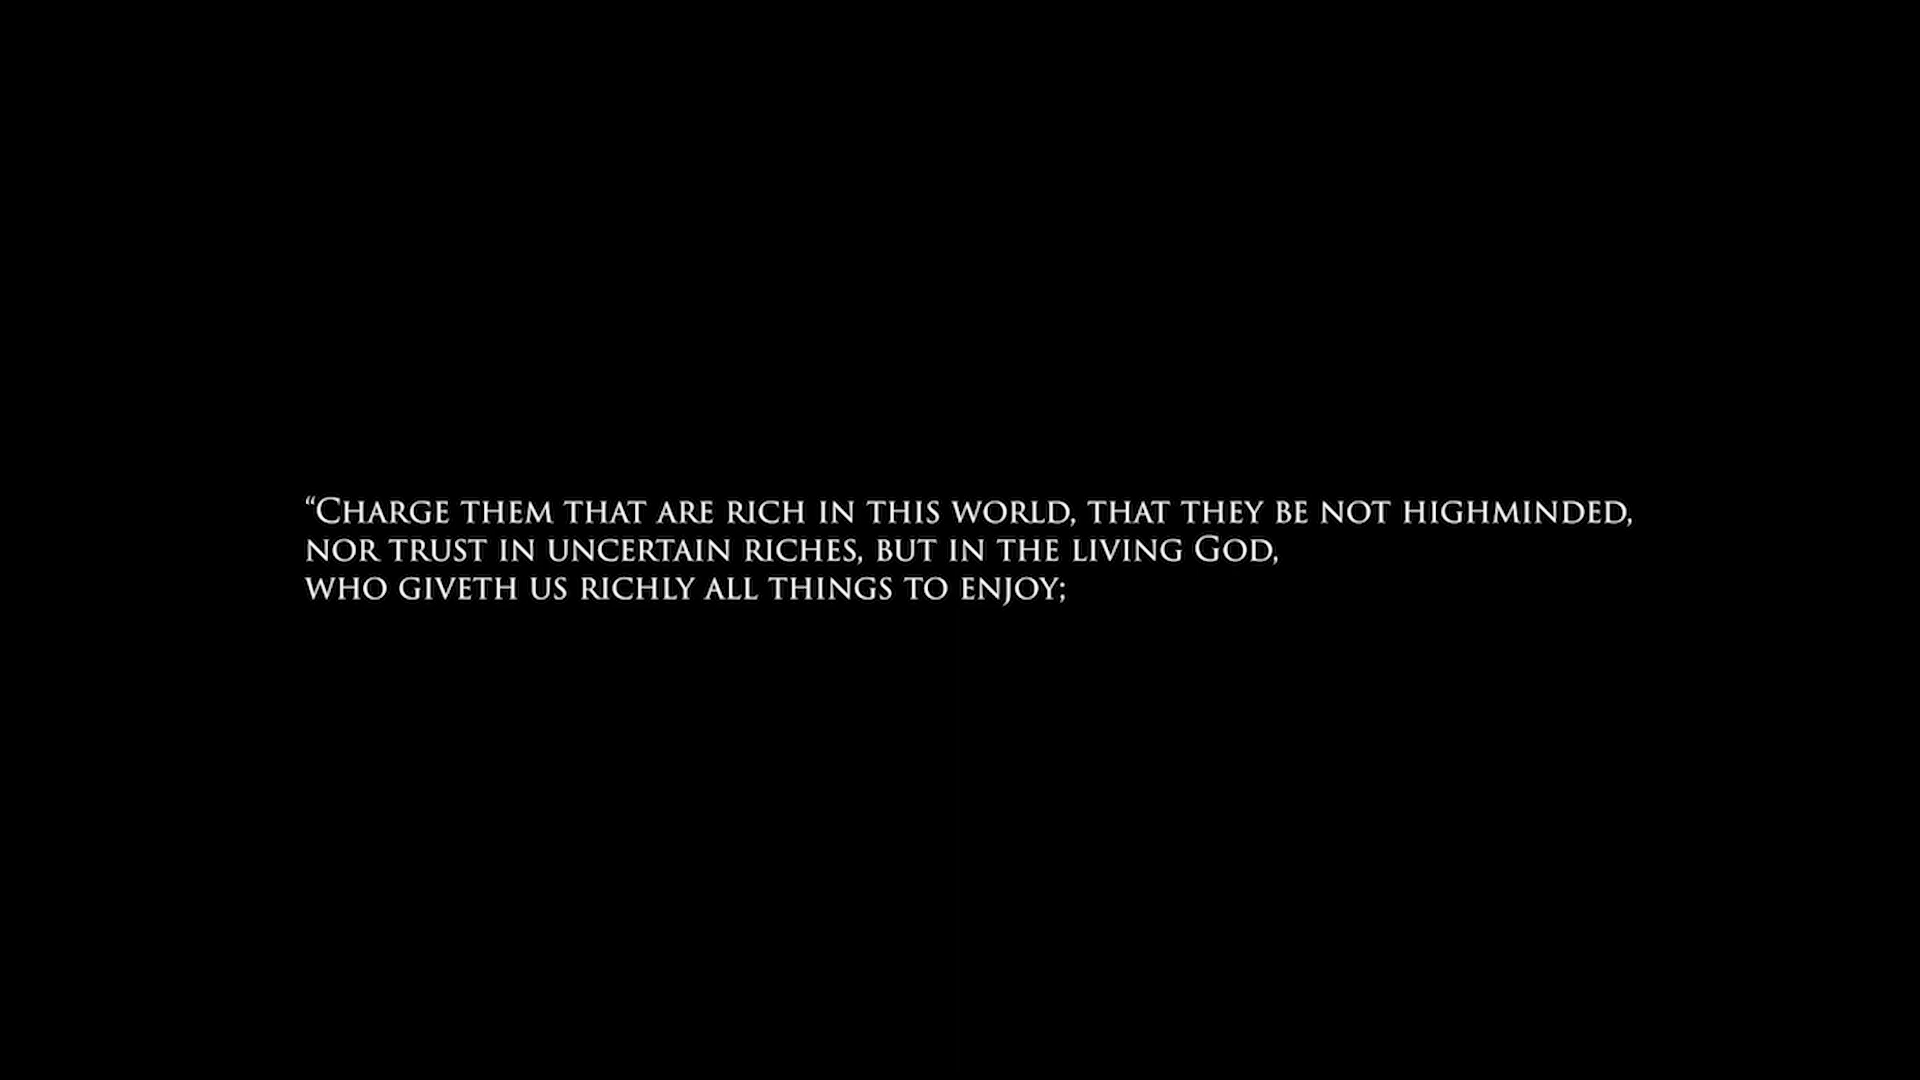 “Charge them that are rich in this world, that they be not highminded,
nor trust in uncertain riches, but in the living God,
who giveth us richly all things to enjoy;